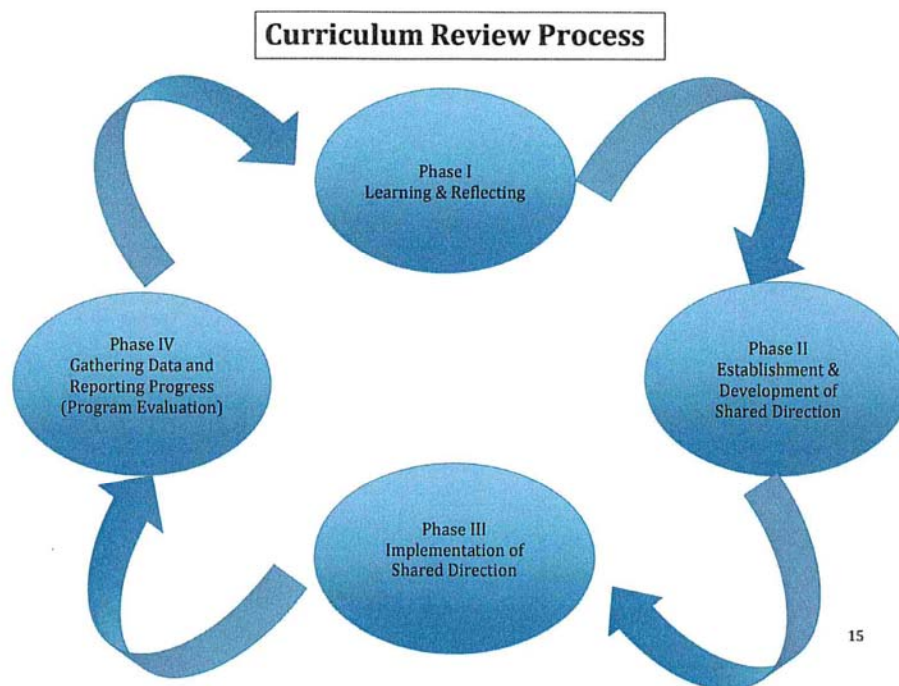 Curriculum Review Process
Phase I
Learning & Reflecting
Phase II
Establishment &
Development of
Shared Direction
Phase III
Implementation of
Shared Direction
Phase IV
Gathering Data and
Reporting Progress
(Program Evaluation)
15